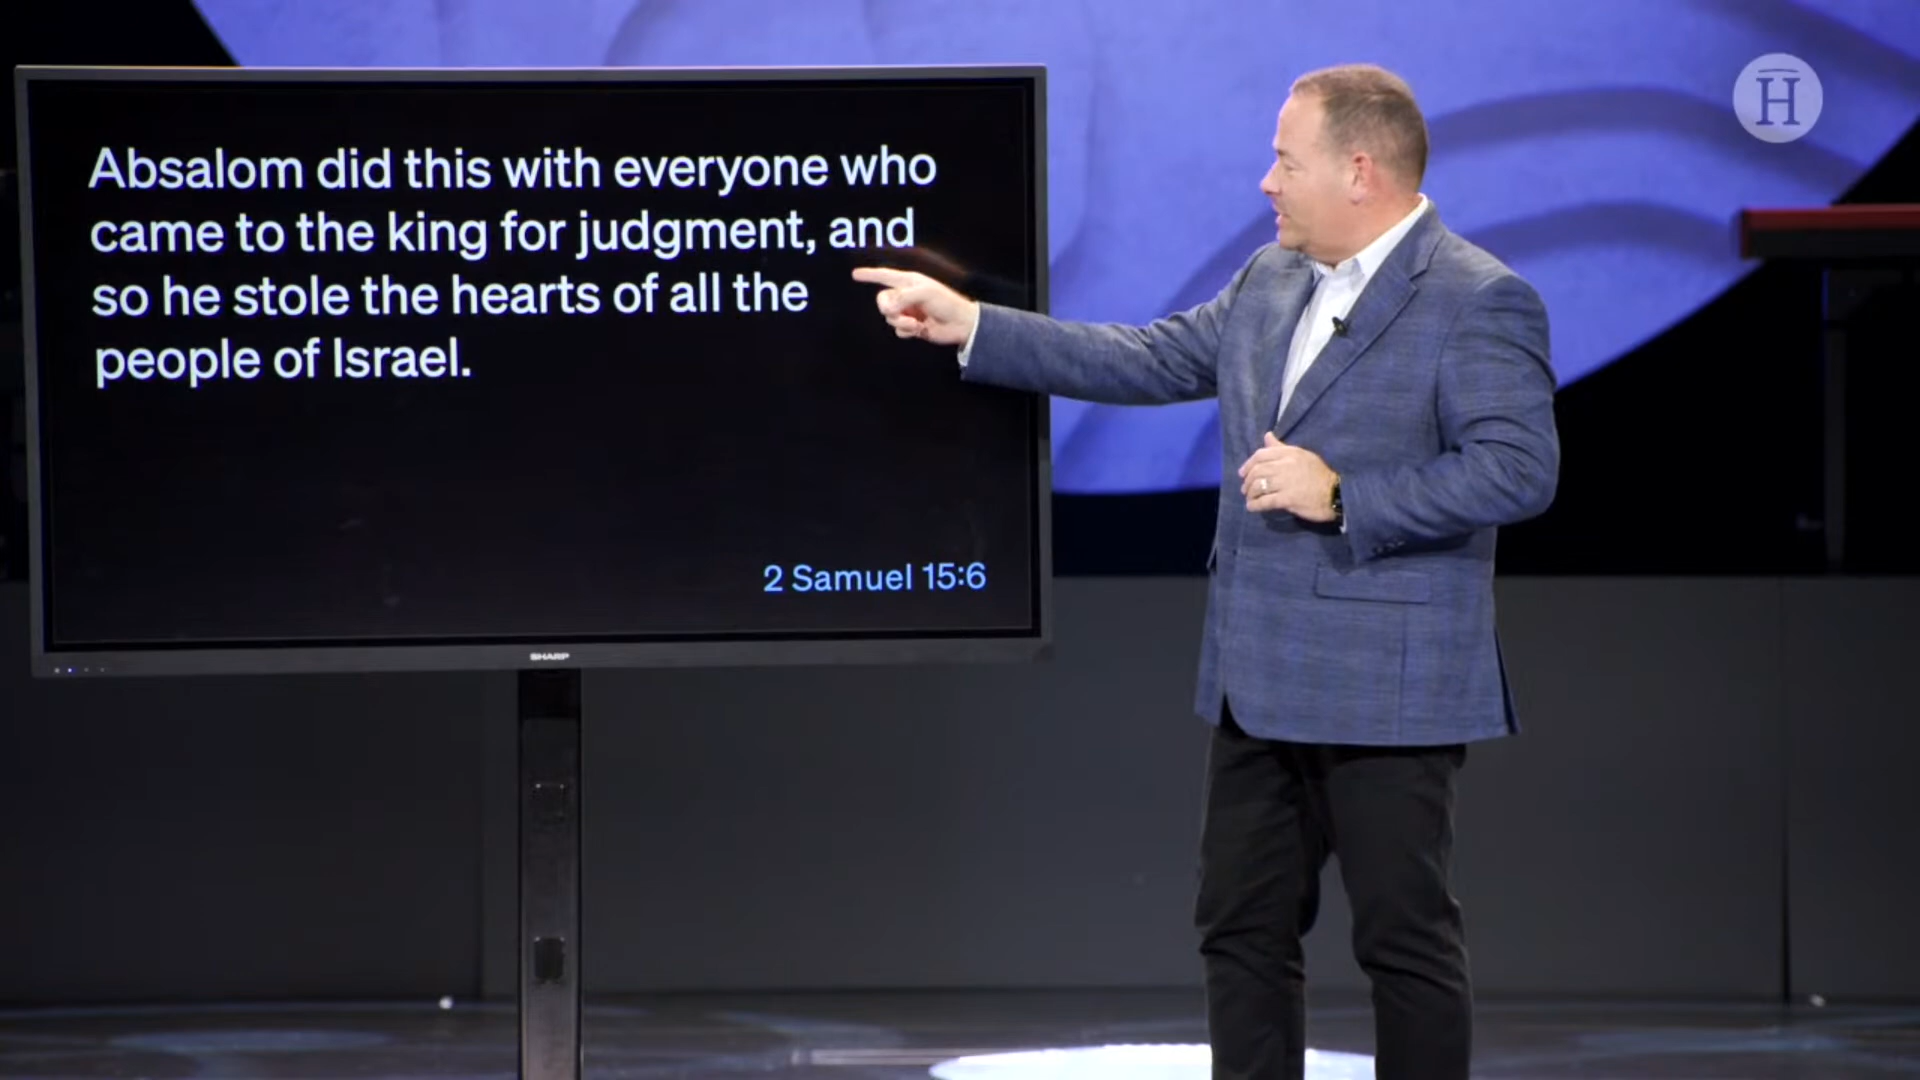 Absalom did this with everyone who
came to the king for judgment, and
so he stole the hearts of all the
people of Israel.
2 Samuel 15:6
SHARP
H